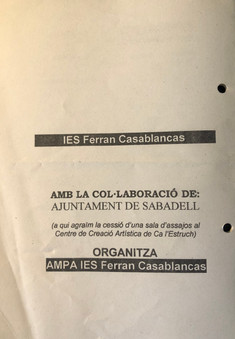 IES Ferran Casablancas
AMB LA COL·LABORACIÓ DE:
AJUNTAMENT DE SABADELL
(a qui agraïm la cessió d'una sala d'assajos al
Centre de Creació Artística de Ca l'Estruch)
ORGANITZA
AMPA IES Ferran Casablancas